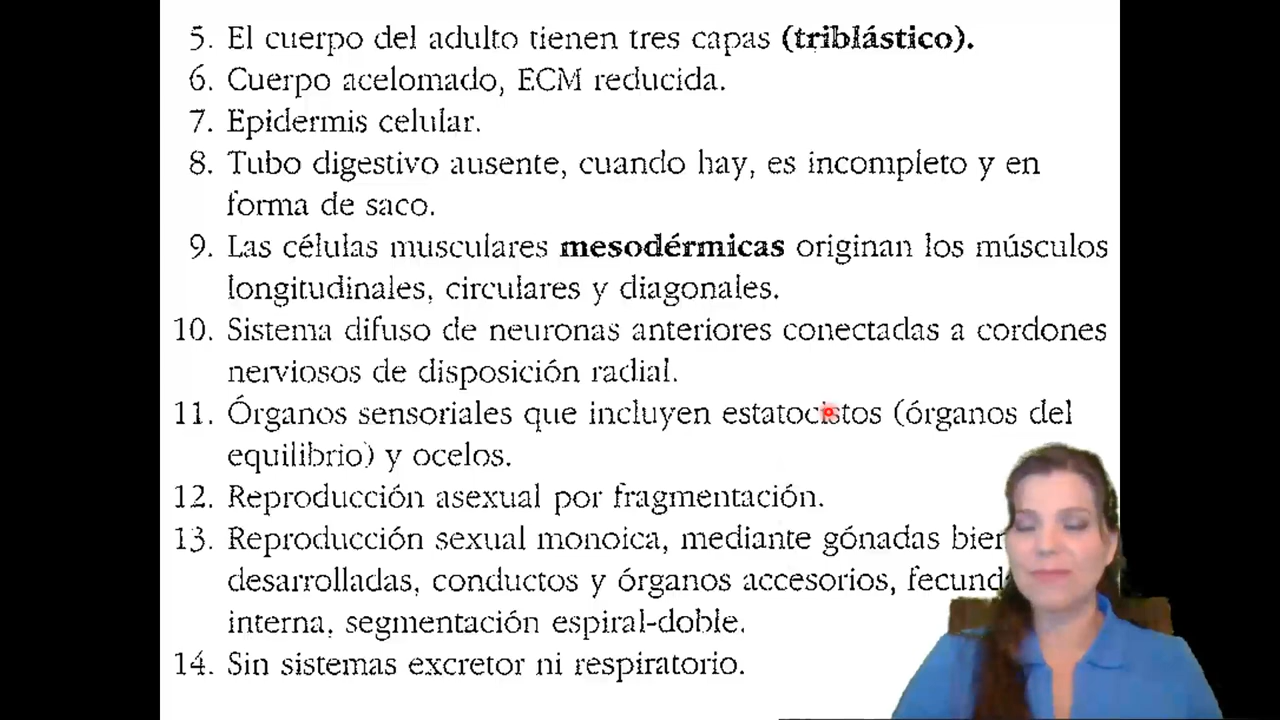 5. El cuerpo del adulto tienen tres capas (triblástico).
6. Cuerpo acelomado, ECM reducida.
7. Epidermis celular.
8. Tubo digestivo ausente, cuando hay, es incompleto y en
forma de saco.
9. Las células musculares mesodérmicas originan los músculos
longitudinales, circulares y diagonales.
10. Sistema difuso de neuronas anteriores conectadas a cordones
nerviosos de disposición radial.
11. Órganos sensoriales que incluyen estatocistos (órganos del
equilibrio) y ocelos.
12. Reproducción asexual por fragmentación.
13. Reproducción sexual monoica, mediante gónadas
desarrolladas, conductos y órganos accesorios,
interna, segmentación espiral-doble.
14. Sin sistemas excretor ni respiratorio.